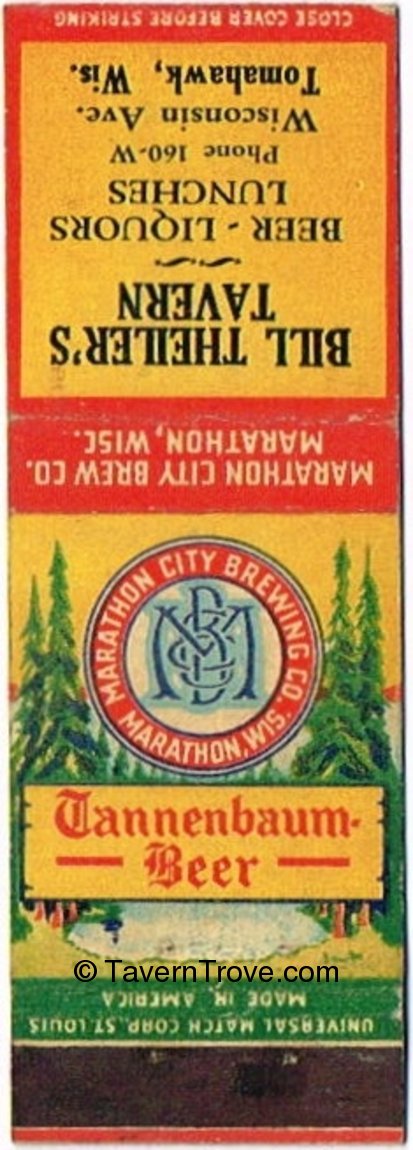 CLOSE COVER BEFORE STRIKING
BILL THEILER'S
TAVERN
BEER - LIQUORS
LUNCHES
Phone 160-W
Wisconsin Ave.
Tomahawk, Wis.
MARATHON CITY BREW CO.
MARATHON, WISC.
MARATHON CITY BREWING CO.
MARATHON, WIS.
MCBC
Tannenbaum-
Beer
© TavernTrove.com
UNIVERSAL MATCH CORP., ST. LOUIS
MADE IN AMERICA